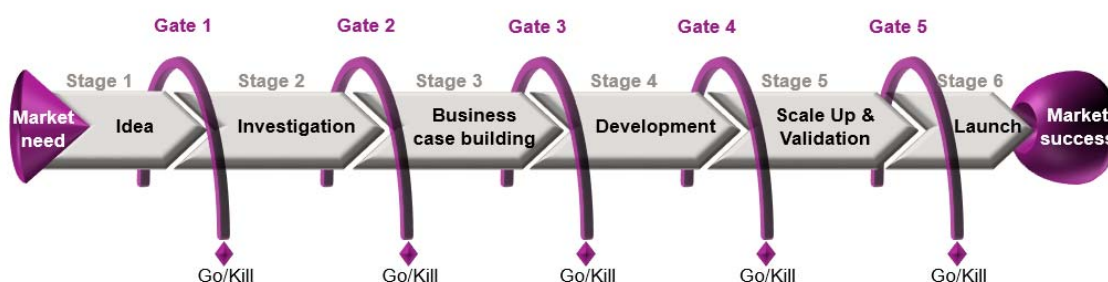 Gate 1
Gate 2
Gate 3
Gate 4
Gate 5
Stage 1
Stage 2
Stage 3
Stage 4
Stage 5
Stage 6
Market
need
Idea
Investigation
Business
case building
Development
Scale Up &
Validation
Launch
Market
success
Go/Kill
Go/Kill
Go/Kill
Go/Kill
Go/Kill